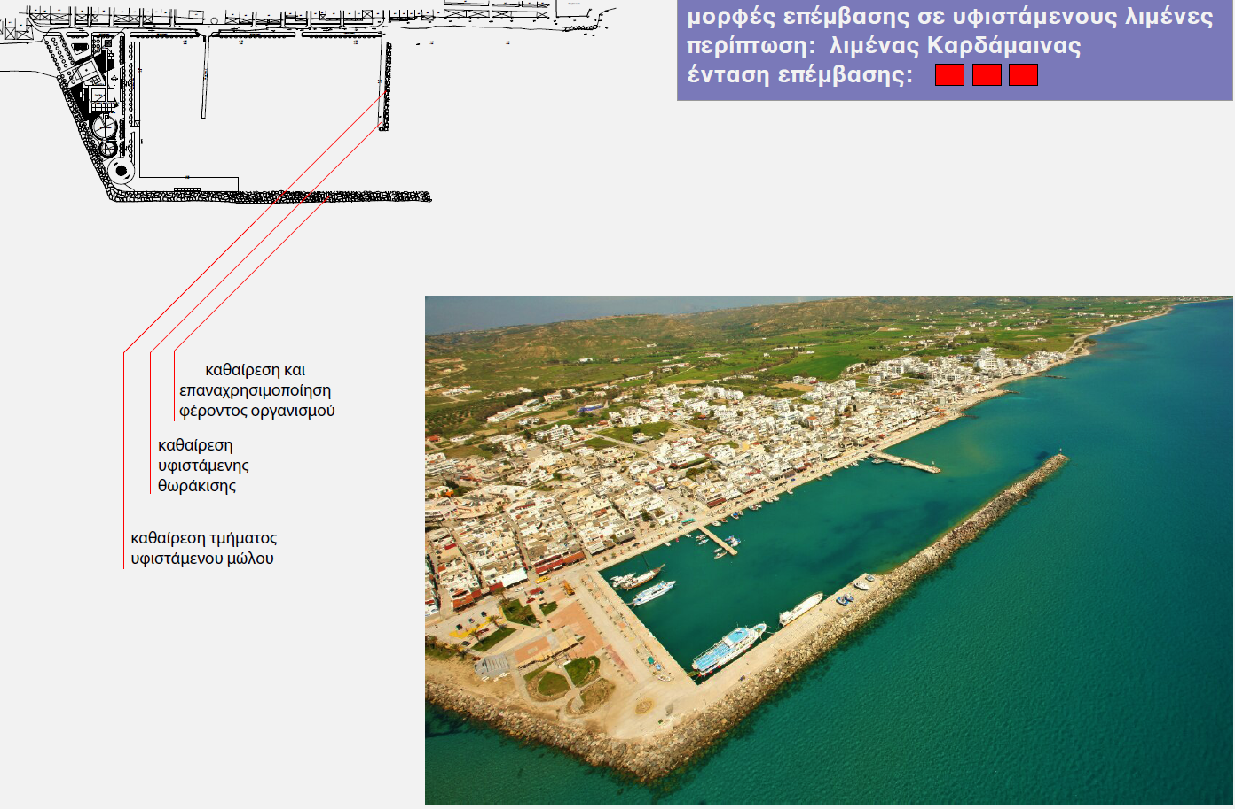 μορφές επέμβασης σε υφιστάμενους λιμένες
περίπτωση: λιμένας Καρδάμαινας
ένταση επέμβασης:
καθαίρεση και
επαναχρησιμοποίηση
φέροντος οργανισμού
καθαίρεση
υφιστάμενης
θωράκισης
καθαίρεση τμήματος
υφιστάμενου μώλου